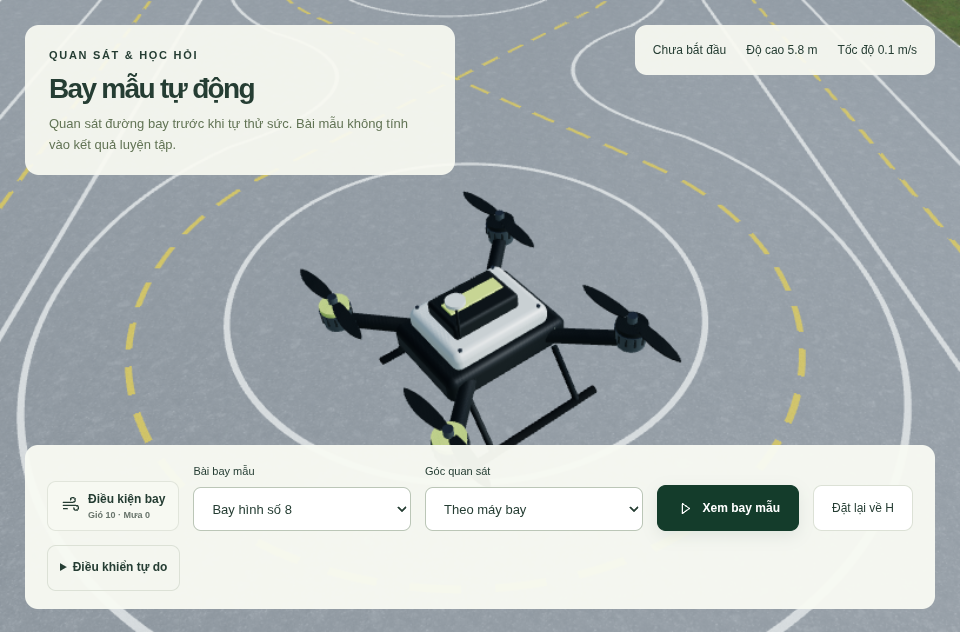 QUAN SÁT & HỌC HỎI
Bay mẫu tự động
Quan sát đường bay trước khi tự thử sức. Bài mẫu không tính
vào kết quả luyện tập.
Chưa bắt đầu Độ cao 5.8 m Tốc độ 0.1 m/s
Điều kiện bay
Gió 10 · Mưa 0
Bài bay mẫu
Bay hình số 8
Góc quan sát
Theo máy bay
Xem bay mẫu
Đặt lại về H
Điều khiển tự do